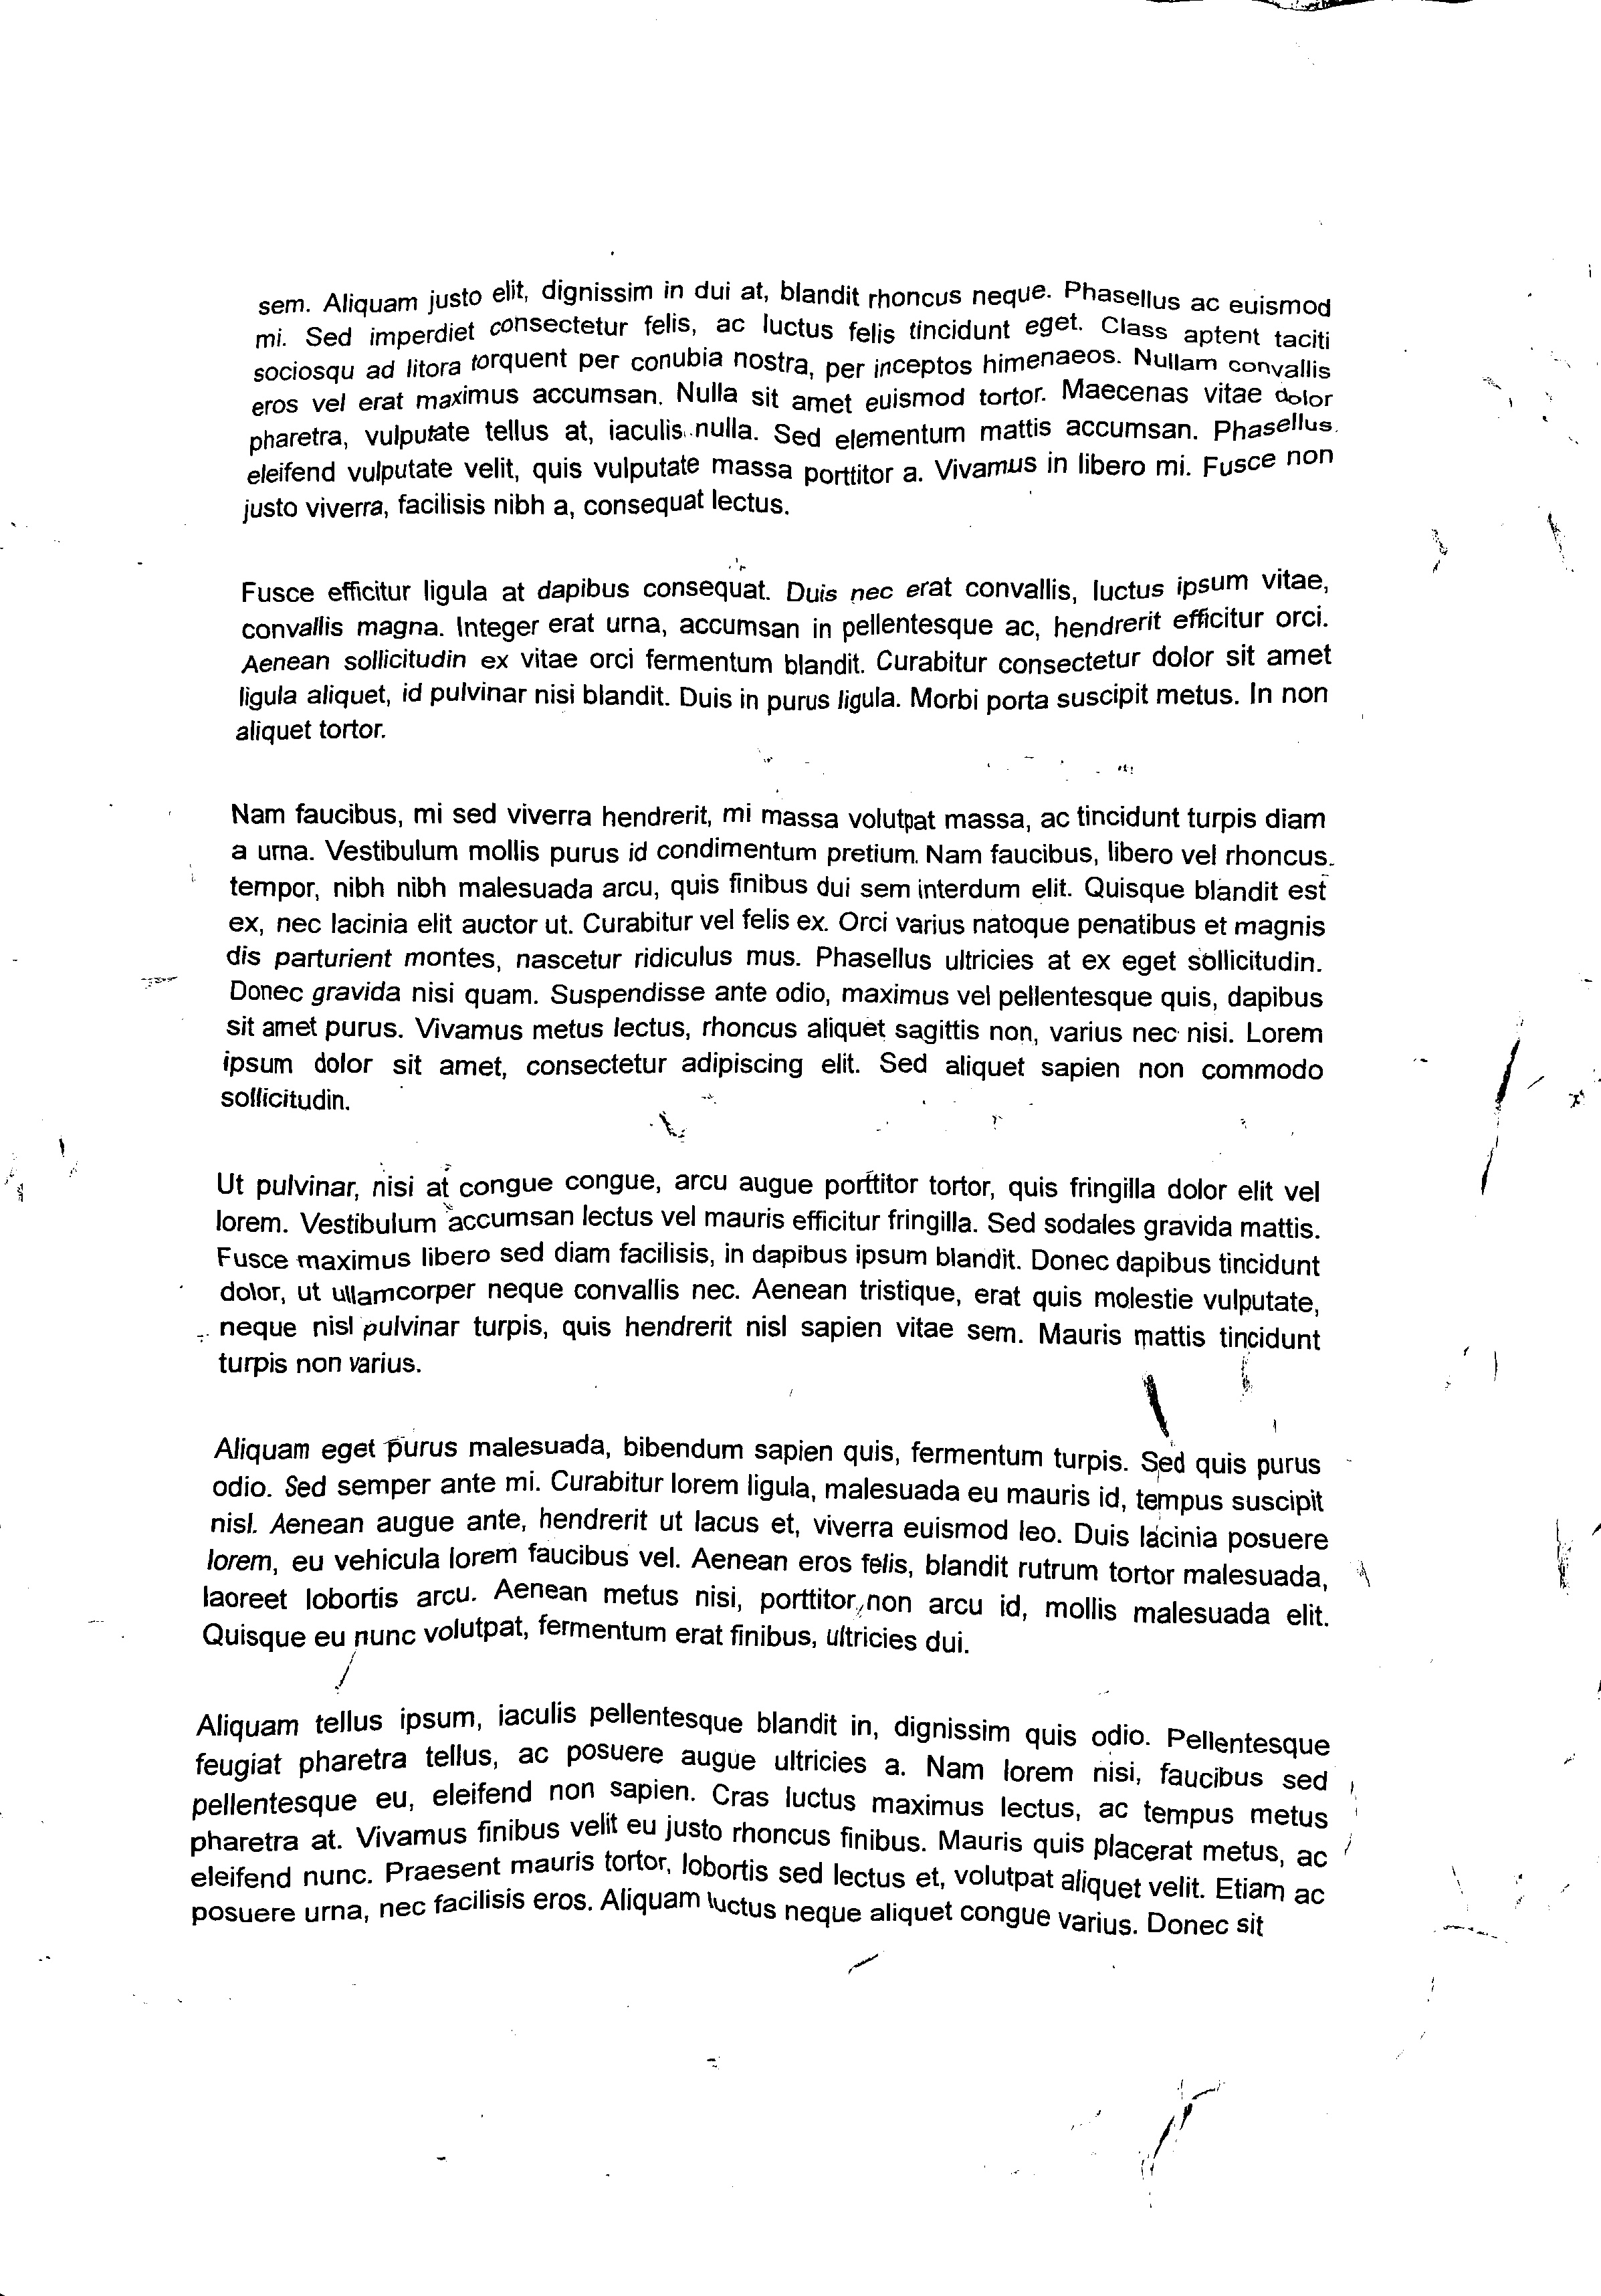 sem. Aliquam justo elit, dignissim in dui at, blandit rhoncus neque. Phasellus ac euismod
mi. Sed imperdiet consectetur felis, ac luctus felis tincidunt eget. Class aptent taciti
sociosqu ad litora torquent per conubia nostra, per inceptos himenaeos. Nullam convallis
eros vel erat maximus accumsan. Nulla sit amet euismod tortor. Maecenas vitae dolor
pharetra, vulputate tellus at, iaculis nulla. Sed elementum mattis accumsan. Phasellus
eleifend vulputate velit, quis vulputate massa porttitor a. Vivamus in libero mi. Fusce non
justo viverra, facilisis nibh a, consequat lectus.
Fusce efficitur ligula at dapibus consequat. Duis nec erat convallis, luctus ipsum vitae,
convallis magna. Integer erat urna, accumsan in pellentesque ac, hendrerit efficitur orci.
Aenean sollicitudin ex vitae orci fermentum blandit. Curabitur consectetur dolor sit amet
ligula aliquet, id pulvinar nisi blandit. Duis in purus ligula. Morbi porta suscipit metus. In non
aliquet tortor.
Nam faucibus, mi sed viverra hendrerit, mi massa volutpat massa, ac tincidunt turpis diam
a urna. Vestibulum mollis purus id condimentum pretium. Nam faucibus, libero vel rhoncus
tempor, nibh nibh malesuada arcu, quis finibus dui sem interdum elit. Quisque blandit est
ex, nec lacinia elit auctor ut. Curabitur vel felis ex. Orci varius natoque penatibus et magnis
dis parturient montes, nascetur ridiculus mus. Phasellus ultricies at ex eget sollicitudin.
Donec gravida nisi quam. Suspendisse ante odio, maximus vel pellentesque quis, dapibus
sit amet purus. Vivamus metus lectus, rhoncus aliquet sagittis non, varius nec nisi. Lorem
ipsum dolor sit amet, consectetur adipiscing elit. Sed aliquet sapien non commodo
sollicitudin.
Ut pulvinar, nisi at congue congue, arcu augue porttitor tortor, quis fringilla dolor elit vel
lorem. Vestibulum accumsan lectus vel mauris efficitur fringilla. Sed sodales gravida mattis.
Fusce maximus libero sed diam facilisis, in dapibus ipsum blandit. Donec dapibus tincidunt
dolor, ut ullamcorper neque convallis nec. Aenean tristique, erat quis molestie vulputate,
neque nisl pulvinar turpis, quis hendrerit nisl sapien vitae sem. Mauris mattis tincidunt
turpis non varius.
Aliquam eget purus malesuada, bibendum sapien quis, fermentum turpis. Sed quis purus
odio. Sed semper ante mi. Curabitur lorem ligula, malesuada eu mauris id, tempus suscipit
nisl. Aenean augue ante, hendrerit ut lacus et, viverra euismod leo. Duis lacinia posuere
lorem, eu vehicula lorem faucibus vel. Aenean eros felis, blandit rutrum tortor malesuada,
laoreet lobortis arcu. Aenean metus nisi, porttitor non arcu id, mollis malesuada elit.
Quisque eu nunc volutpat, fermentum erat finibus, ultricies dui.
Aliquam tellus ipsum, iaculis pellentesque blandit in, dignissim quis odio. Pellentesque
feugiat pharetra tellus, ac posuere augue ultricies a. Nam lorem nisi, faucibus sed
pellentesque eu, eleifend non sapien. Cras luctus maximus lectus, ac tempus metus
pharetra at. Vivamus finibus velit eu justo rhoncus finibus. Mauris quis placerat metus, ac
eleifend nunc. Praesent mauris tortor, lobortis sed lectus et, volutpat aliquet velit. Etiam ac
posuere urna, nec facilisis eros. Aliquam luctus neque aliquet congue varius. Donec sit